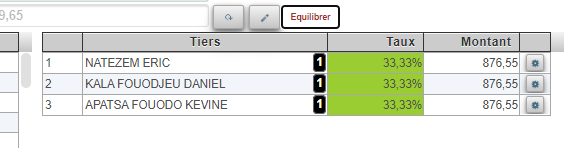 9,65 Equilibrer
Tiers Taux Montant
1 NATEZEM ERIC 1 33,33% 876,55
2 KALA FOUODJEU DANIEL 1 33,33% 876,55
3 APATSA FOUODO KEVINE 1 33,33% 876,55